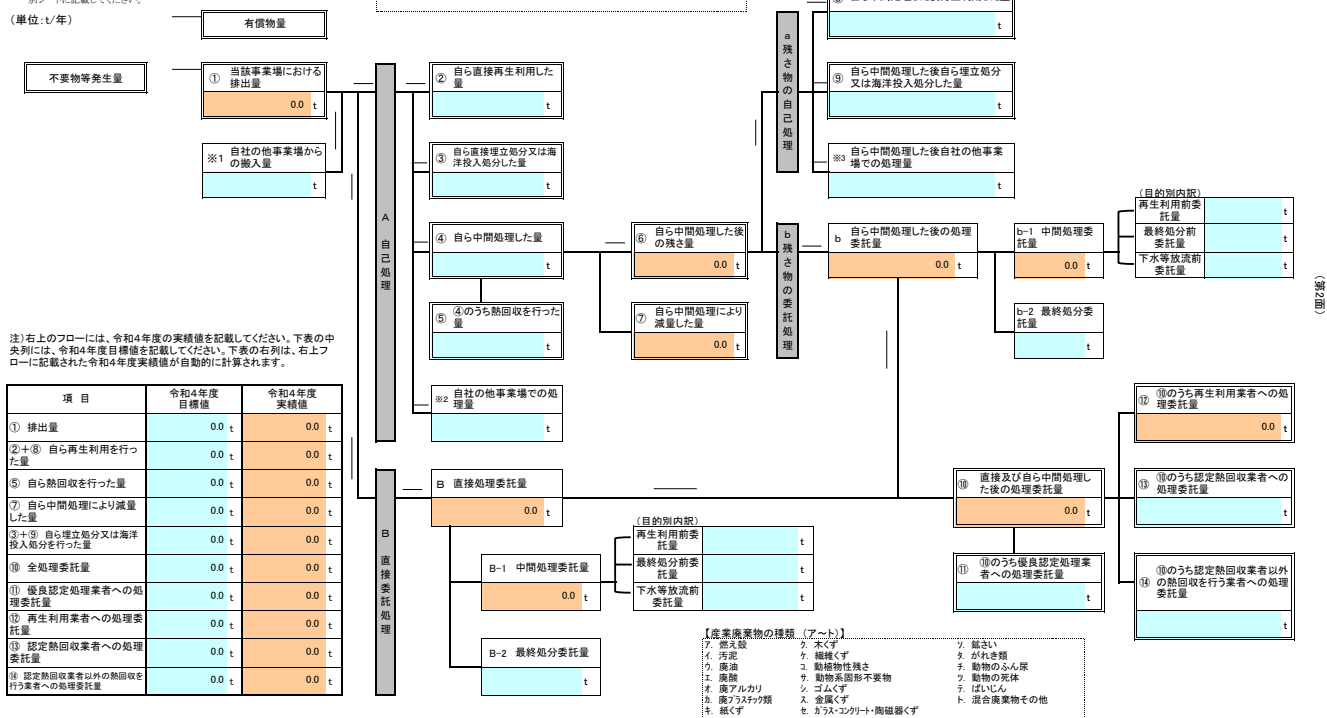 別シートに記載してください。
(単位:t/年)
有償物量
不要物等発生量
① 当該事業場における
排出量
0.0 t
※1 自社の他事業場から
の搬入量
t
A 自己処理
② 自ら直接再生利用した
量
t
③ 自ら直接埋立処分又は海
洋投入処分した量
t
④ 自ら中間処理した量
t
⑤ ④のうち熱回収を行った
量
t
※2 自社の他事業場での処
理量
t
⑥ 自ら中間処理した後
の残さ量
0.0 t
⑦ 自ら中間処理により
減量した量
0.0 t
a 残さ物の自己処理
t
⑨ 自ら中間処理した後自ら埋立処分
又は海洋投入処分した量
t
※3 自ら中間処理した後自社の他事業
場での処理量
t
b 残さ物の委託処理
b 自ら中間処理した後の処理
委託量
0.0 t
b-1 中間処理委
託量
0.0 t
b-2 最終処分委
託量
t
(目的別内訳)
再生利用前委
託量
t
最終処分前
委託量
t
下水等放流前
委託量
t
(第2面)
注)右上のフローには、令和4年度の実績値を記載してください。下表の中
央列には、令和4年度目標値を記載してください。下表の右列は、右上フ
ローに記載された令和4年度実績値が自動的に計算されます。
項 目 令和4年度
目標値 令和4年度
実績値
① 排出量 0.0 t 0.0 t
②+⑧ 自ら再生利用を行っ
た量 0.0 t 0.0 t
⑤ 自ら熱回収を行った量 0.0 t 0.0 t
⑦ 自ら中間処理により減量
した量 0.0 t 0.0 t
③+⑨ 自ら埋立処分又は海洋
投入処分を行った量 0.0 t 0.0 t
⑩ 全処理委託量 0.0 t 0.0 t
⑪ 優良認定処理業者への処
理委託量 0.0 t 0.0 t
⑫ 再生利用業者への処理委
託量 0.0 t 0.0 t
⑬ 認定熱回収業者への処理
委託量 0.0 t 0.0 t
⑭ 認定熱回収業者以外の熱回収を
行う業者への処理委託量 0.0 t 0.0 t
B 直接委託処理
B 直接処理委託量
0.0 t
B-1 中間処理委託量
0.0 t
B-2 最終処分委託量
t
(目的別内訳)
再生利用前委
託量
t
最終処分前委
託量
t
下水等放流前
委託量
t
⑩ 直接及び自ら中間処理し
た後の処理委託量
0.0 t
⑪ ⑩のうち優良認定処理業
者への処理委託量
t
⑫ ⑩のうち再生利用業者への処
理委託量
0.0 t
⑬ ⑩のうち認定熱回収業者への
処理委託量
t
⑭ ⑩のうち認定熱回収業者以外
の熱回収を行う業者への処理
委託量
t
【産業廃棄物の種類 (ア~ト)】
ア. 燃え殻 ク. 木くず ソ. 鉱さい
イ. 汚泥 ケ. 繊維くず タ. がれき類
ウ. 廃油 コ. 動植物性残さ チ. 動物のふん尿
エ. 廃酸 サ. 動物系固形不要物 ツ. 動物の死体
オ. 廃アルカリ シ. ゴムくず テ. ばいじん
カ. 廃プラスチック類 ス. 金属くず ト. 混合廃棄物その他
キ. 紙くず セ. ガラス・コンクリート・陶磁器くず